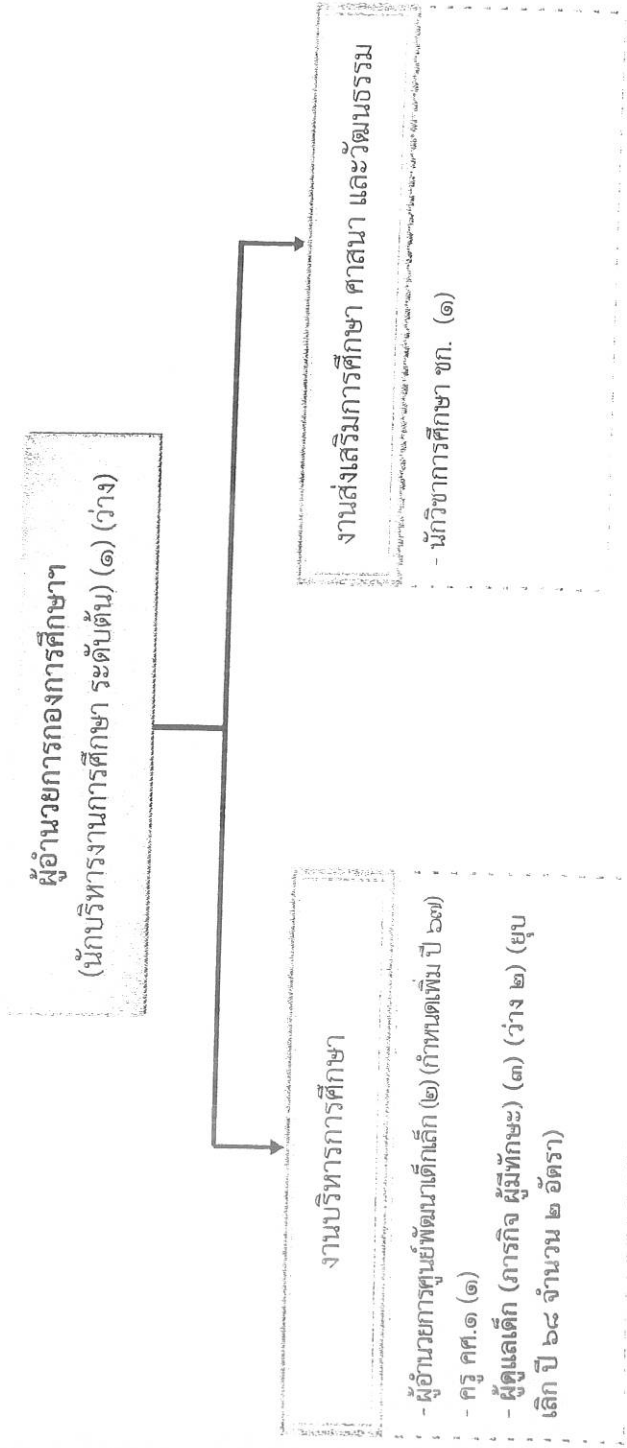 ผู้อำนวยการกองการศึกษาฯ
(นักบริหารงานการศึกษา ระดับต้น) (๑) (ว่าง)
งานบริหารการศึกษา
- ผู้อำนวยการศูนย์พัฒนาเด็กเล็ก (๒) (กำหนดเพิ่ม ปี ๖๗)
- ครู คศ.๑ (๑)
- ผู้ดูแลเด็ก (ภารกิจ ผู้มีทักษะ) (๓) (ว่าง ๒) (ยุบ
เลิก ปี ๖๘ จำนวน ๒ อัตรา)
งานส่งเสริมการศึกษา ศาสนา และวัฒนธรรม
- นักวิชาการศึกษา ชก. (๑)